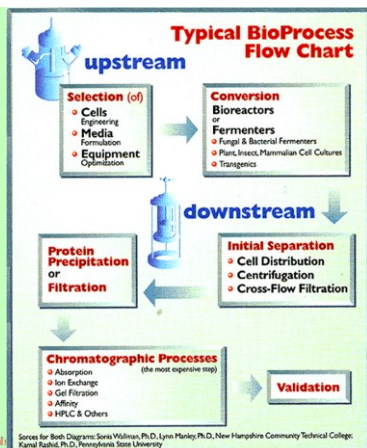 Typical BioProcess
Flow Chart
upstream
Selection (of)
Cells
Engineering
Media
Formulation
Equipment
Optimization
Conversion
Bioreactors
or
Fermenters
Fungal & Bacterial Fermenters
Plant, Insect, Mammalian Cell Cultures
Transgenics
downstream
Initial Separation
Cell Distribution
Centrifugation
Cross-Flow Filtration
Protein
Precipitation
or
Filtration
Chromatographic Processes
(the most expensive step)
Absorption
Ion Exchange
Gel Filtration
Affinity
HPLC & Others
Validation
Sorces for Both Diagrams: Sonia Wallman, Ph.D., Lynn Manley, Ph.D., New Hampshire Community Technical College;
Kamal Rashid, Ph.D., Pennsylvania State University